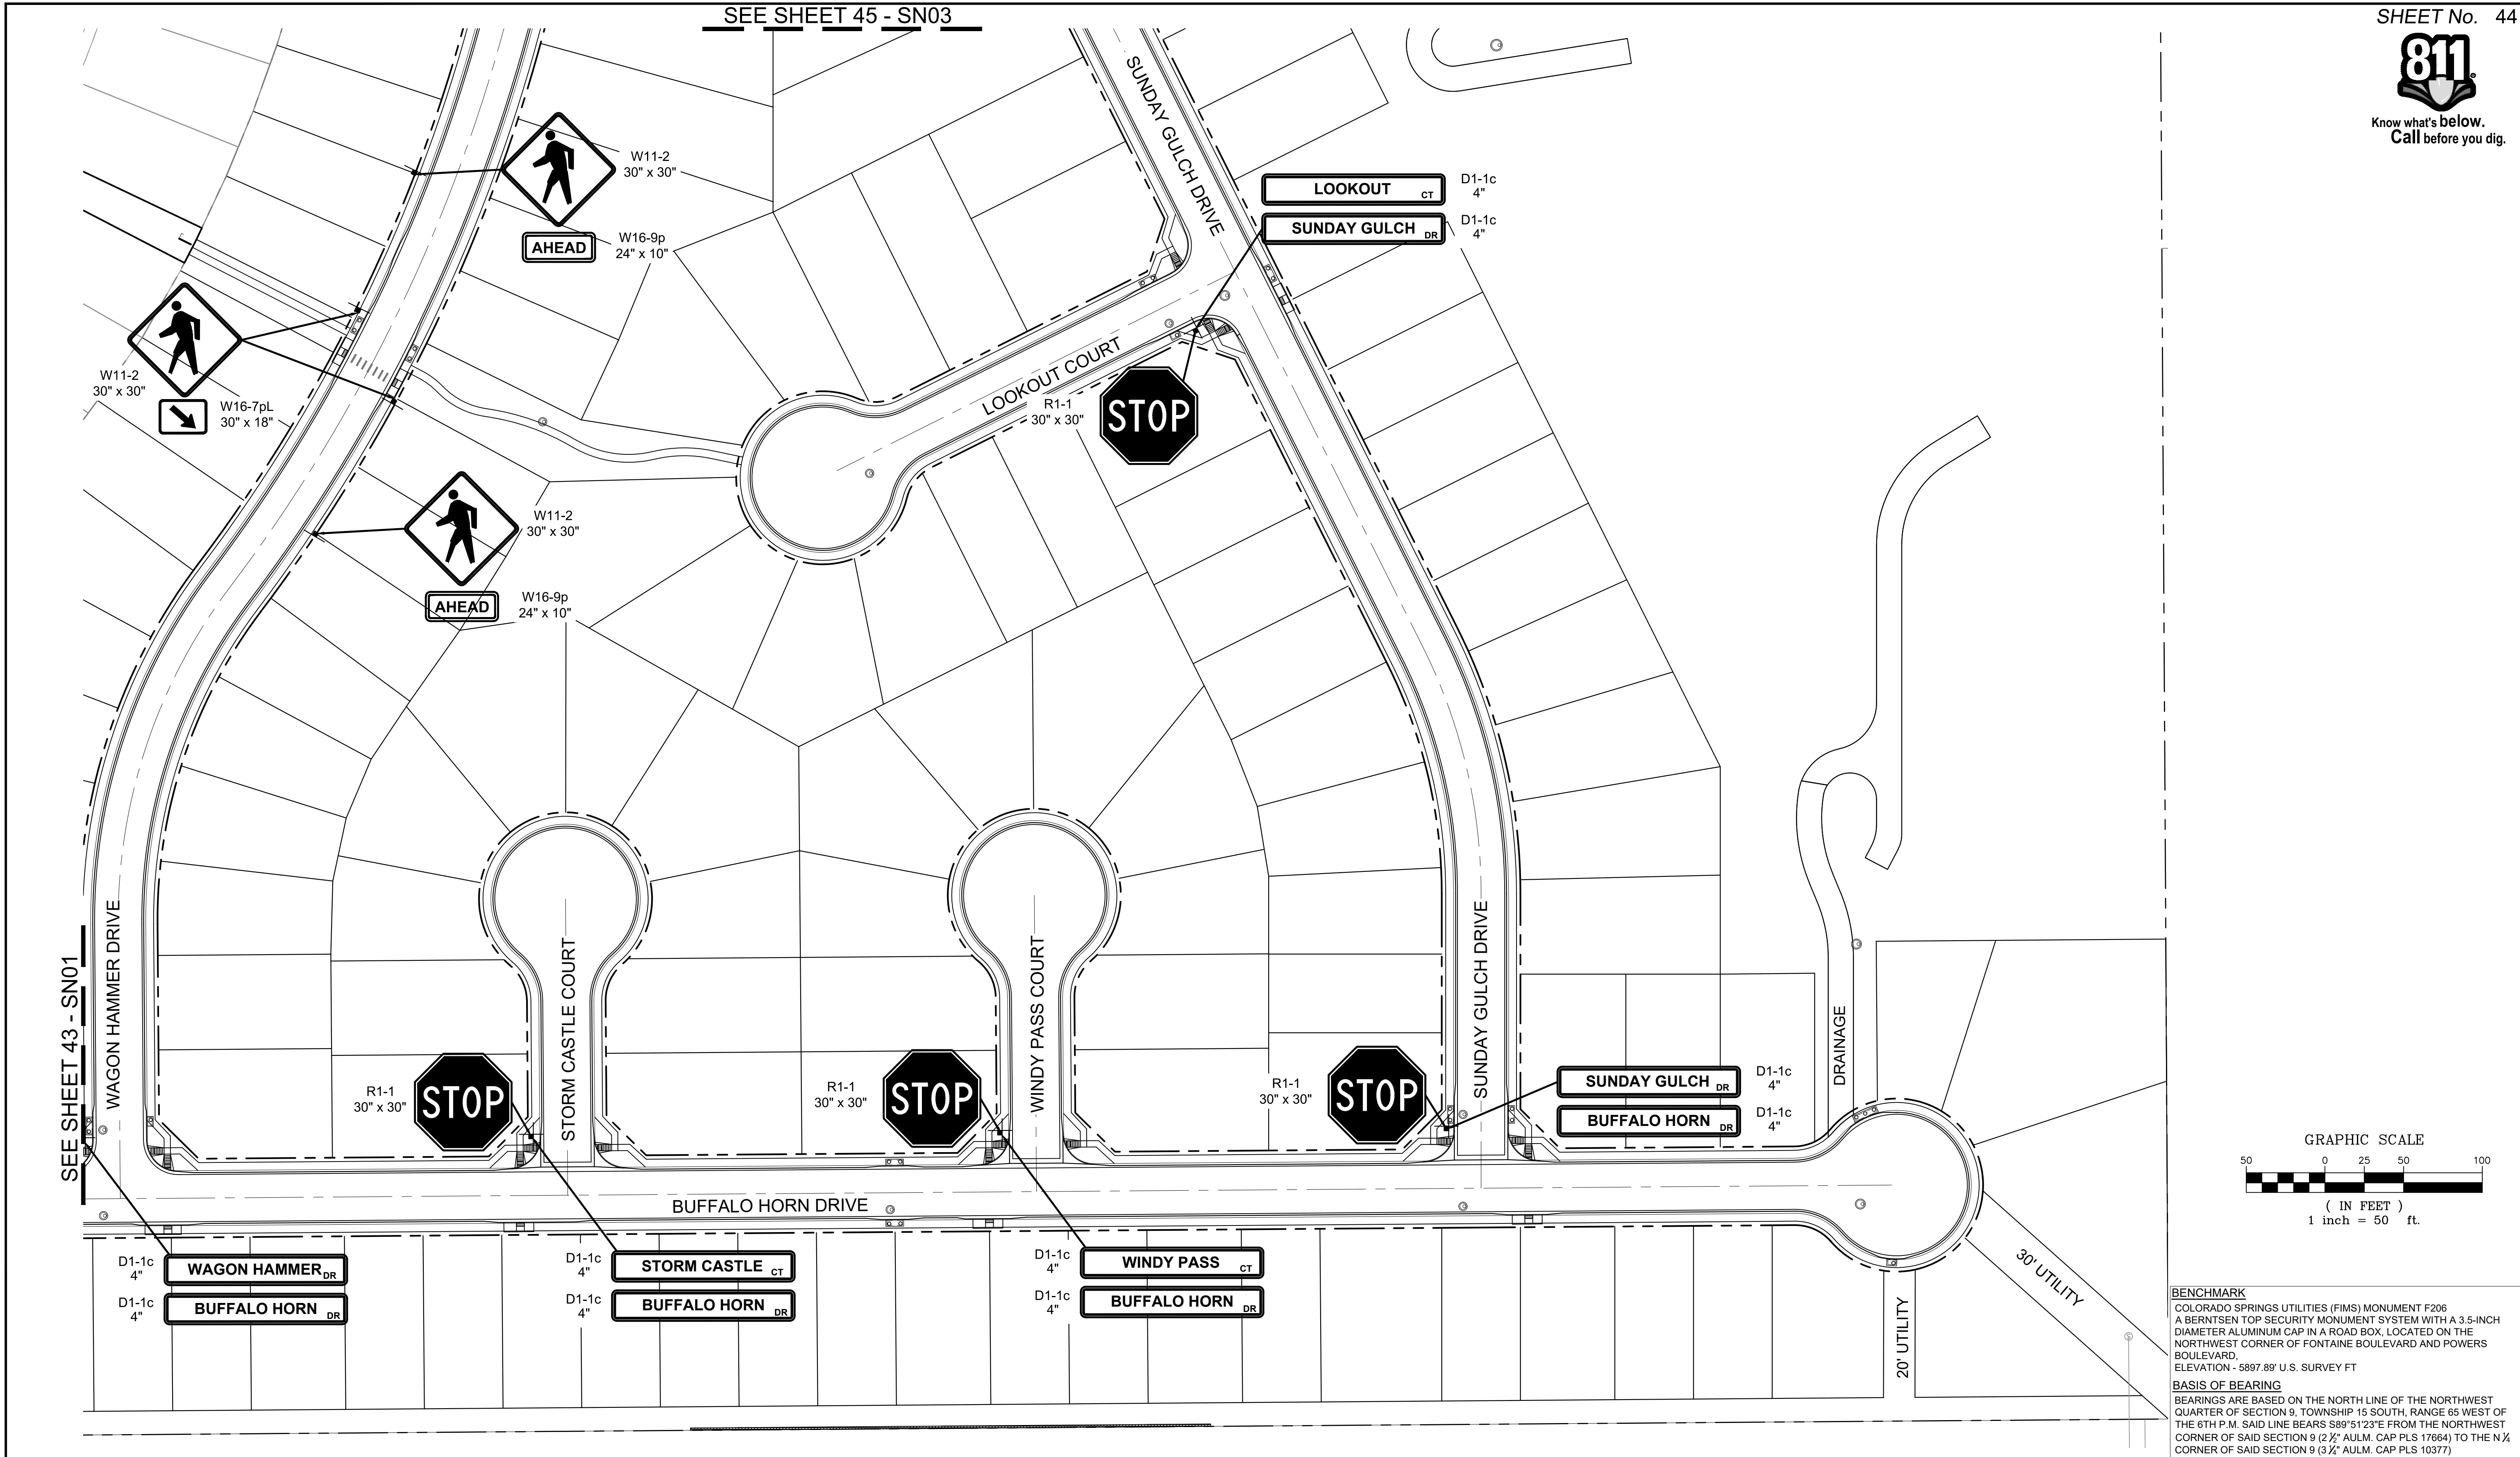 SEE SHEET 45 - SN03
SHEET No. 44
811
Know what's below.
Call before you dig.
SUNDAY GULCH DRIVE
W11-2
30" x 30"
AHEAD
W16-9p
24" x 10"
LOOKOUT CT
D1-1c
4"
SUNDAY GULCH DR
D1-1c
4"
W11-2
30" x 30"
W16-7pL
30" x 18"
LOOKOUT COURT
R1-1
30" x 30"
STOP
W11-2
30" x 30"
AHEAD
W16-9p
24" x 10"
SEE SHEET 43 - SN01
WAGON HAMMER DRIVE
STORM CASTLE COURT
WINDY PASS COURT
SUNDAY GULCH DRIVE
DRAINAGE
R1-1
30" x 30"
STOP
R1-1
30" x 30"
STOP
R1-1
30" x 30"
STOP
SUNDAY GULCH DR
D1-1c
4"
BUFFALO HORN DR
D1-1c
4"
BUFFALO HORN DRIVE
D1-1c
4"
WAGON HAMMER DR
D1-1c
4"
BUFFALO HORN DR
D1-1c
4"
STORM CASTLE CT
D1-1c
4"
BUFFALO HORN DR
D1-1c
4"
WINDY PASS CT
D1-1c
4"
BUFFALO HORN DR
20' UTILITY
30' UTILITY
GRAPHIC SCALE
50 0 25 50 100
( IN FEET )
1 inch = 50 ft.
BENCHMARK
COLORADO SPRINGS UTILITIES (FIMS) MONUMENT F206
A BERNTSEN TOP SECURITY MONUMENT SYSTEM WITH A 3.5-INCH
DIAMETER ALUMINUM CAP IN A ROAD BOX, LOCATED ON THE
NORTHWEST CORNER OF FONTAINE BOULEVARD AND POWERS
BOULEVARD,
ELEVATION - 5897.89' U.S. SURVEY FT
BASIS OF BEARING
BEARINGS ARE BASED ON THE NORTH LINE OF THE NORTHWEST
QUARTER OF SECTION 9, TOWNSHIP 15 SOUTH, RANGE 65 WEST OF
THE 6TH P.M. SAID LINE BEARS S89°51'23"E FROM THE NORTHWEST
CORNER OF SAID SECTION 9 (2 ½" AULM. CAP PLS 17664) TO THE N ¼
CORNER OF SAID SECTION 9 (3 ¼" AULM. CAP PLS 10377)